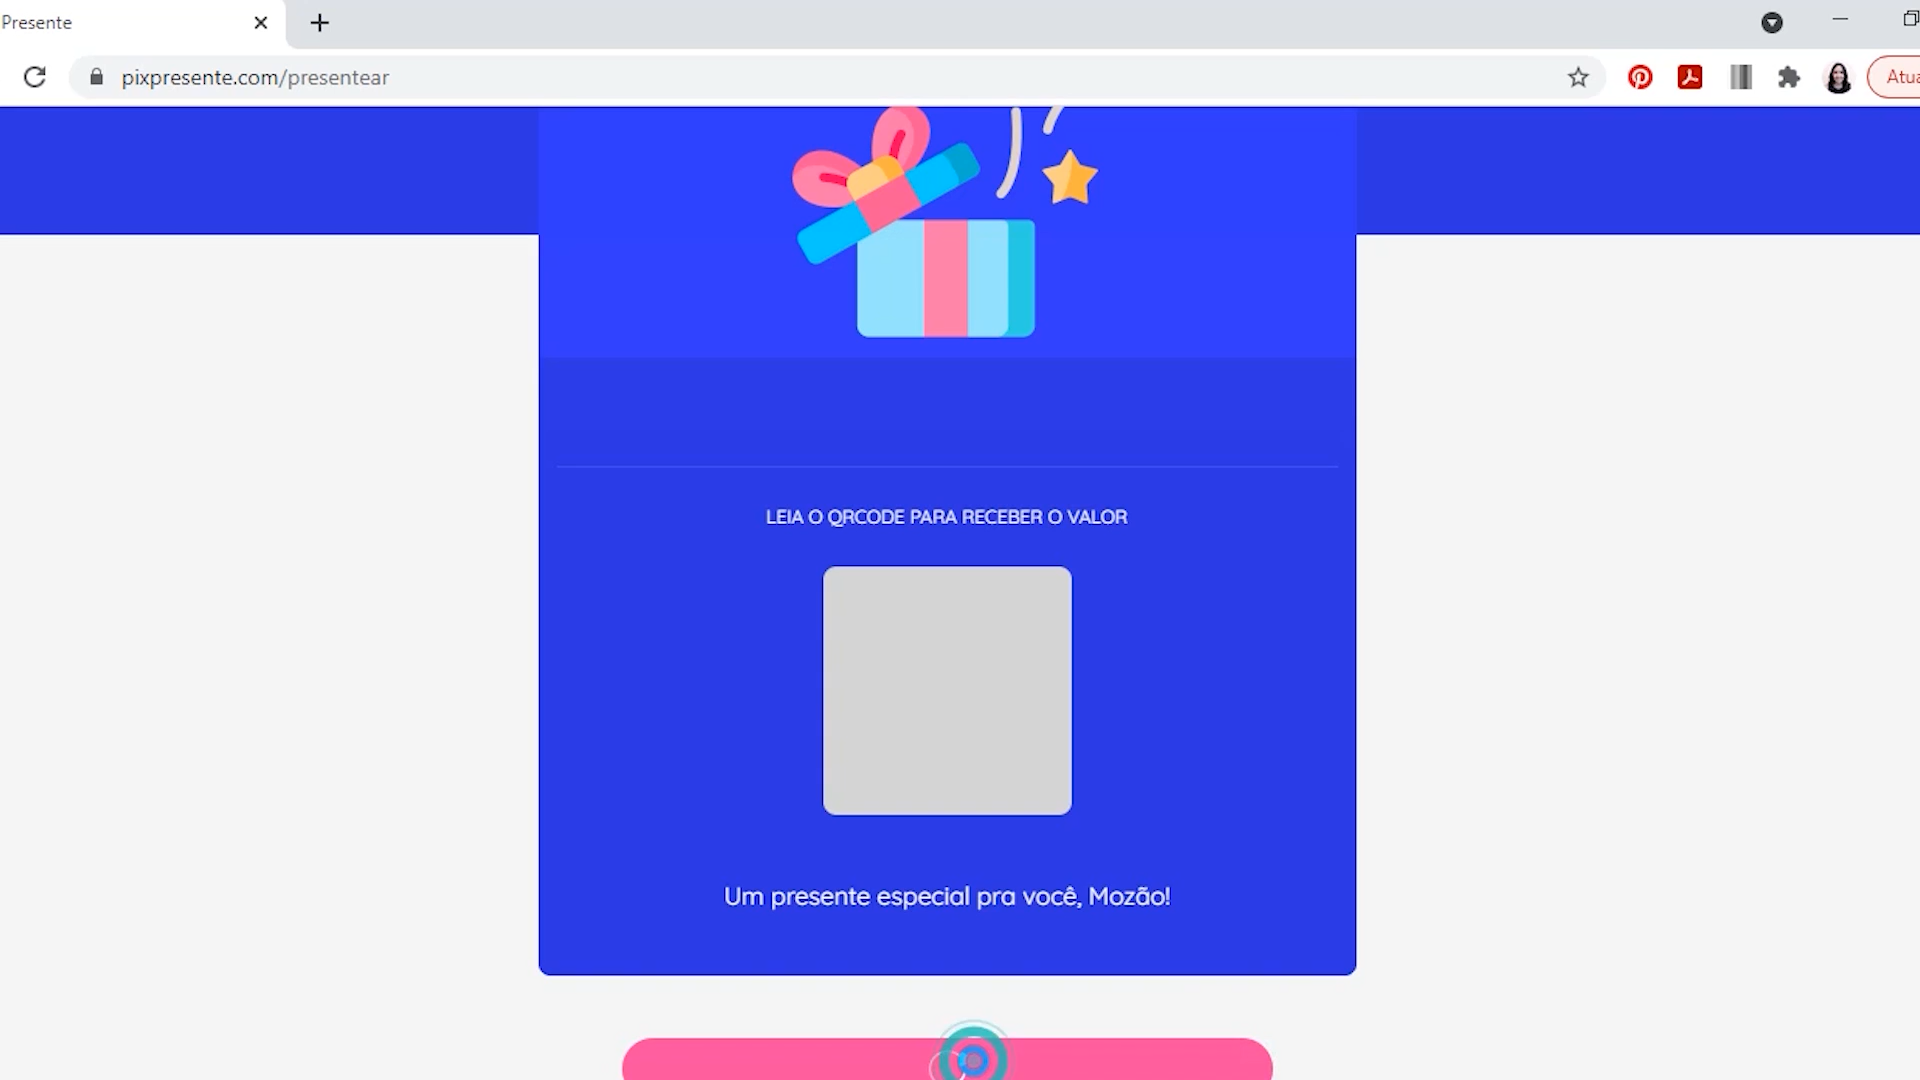 Presente
pixpresente.com/presentear
Atua
LEIA O QRCODE PARA RECEBER O VALOR
Um presente especial pra você, Mozão!